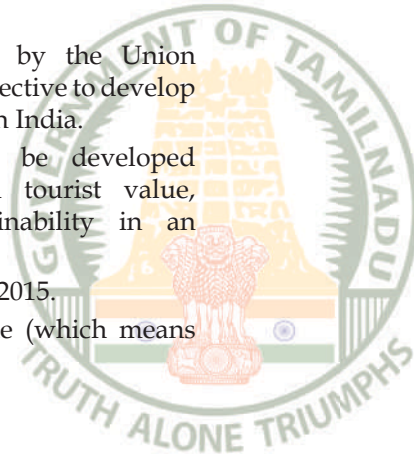 by the Union
ective to develop
n India.
be developed
tourist value,
inability in an
2015.
e (which means
GOVERNMENT OF TAMILNADU
TRUTH ALONE TRIUMPHS